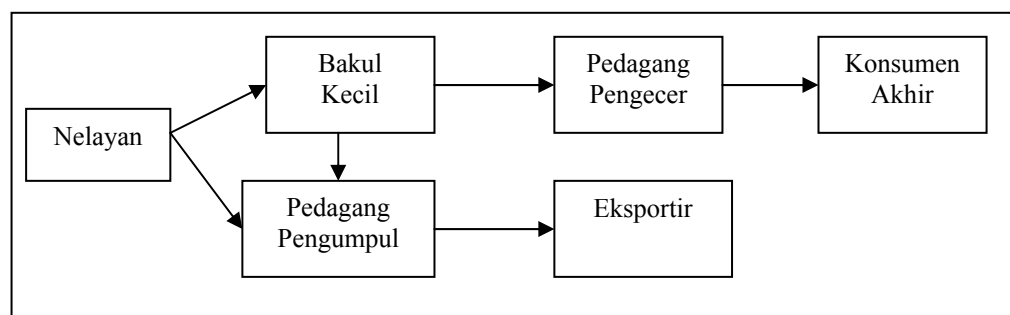 Nelayan
Bakul
Kecil
Pedagang
Pengecer
Konsumen
Akhir
Pedagang
Pengumpul
Eksportir